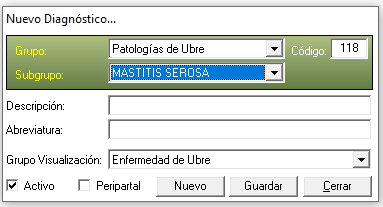 Nuevo Diagnóstico...
Grupo: Patologías de Ubre Código: 118
Subgrupo: MASTITIS SEROSA
Descripción:
Abreviatura:
Grupo Visualización: Enfermedad de Ubre
Activo Peripartal Nuevo Guardar Cerrar